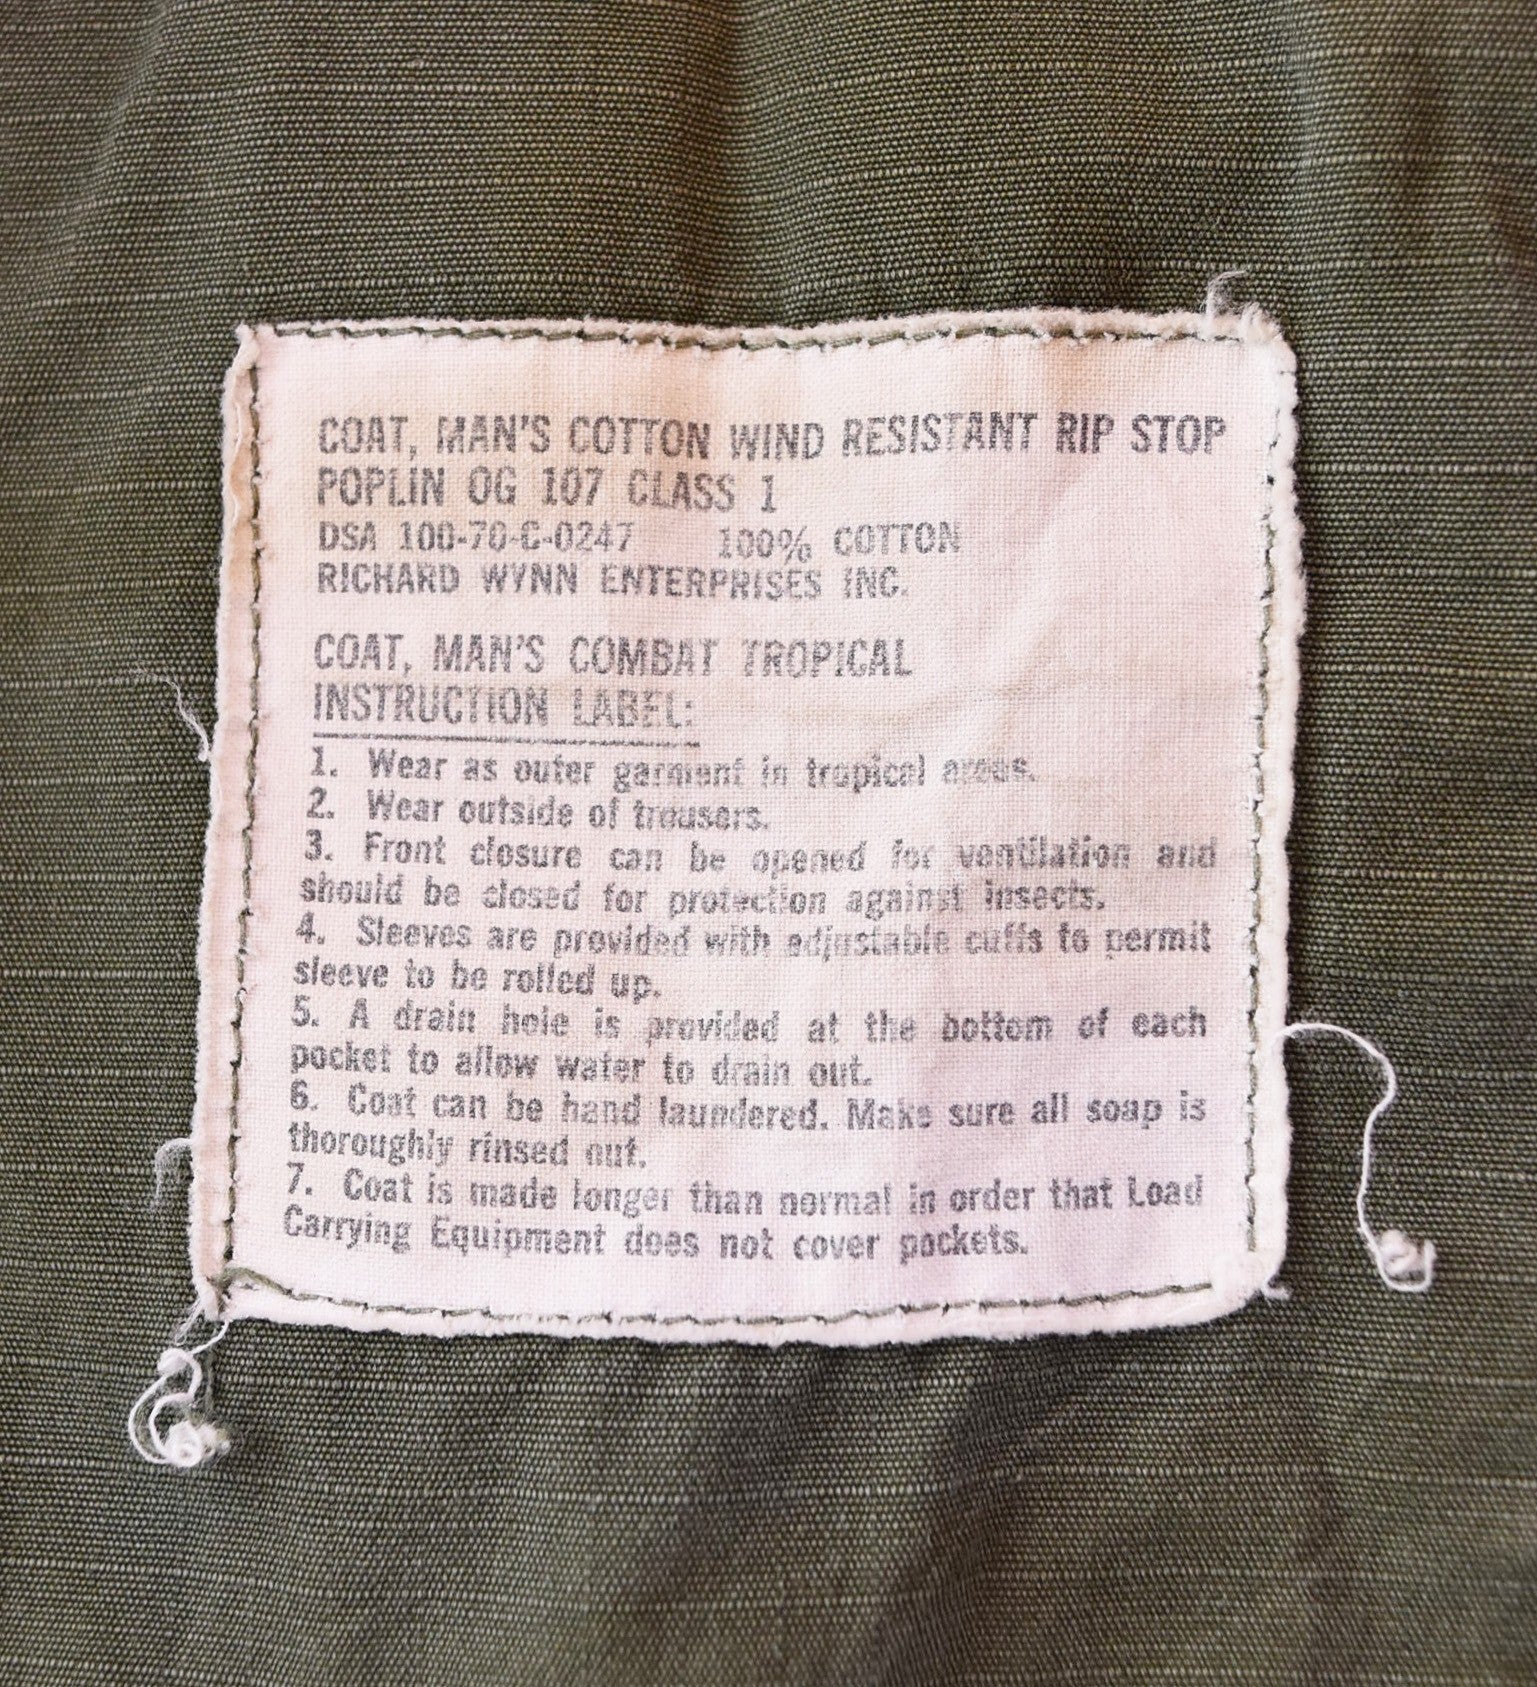 COAT, MAN'S COTTON WIND RESISTANT RIP STOP
POPLIN OG 107 CLASS 1
DSA 100-70-C-0247 100% COTTON
RICHARD WYNN ENTERPRISES INC.
COAT, MAN'S COMBAT TROPICAL
INSTRUCTION LABEL:
1. Wear as outer garment in tropical areas.
2. Wear outside of trousers.
3. Front closure can be opened for ventilation and
should be closed for protection against insects.
4. Sleeves are provided with adjustable cuffs to permit
sleeve to be rolled up.
5. A drain hole is provided at the bottom of each
pocket to allow water to drain out.
6. Coat can be hand laundered. Make sure all soap is
thoroughly rinsed out.
7. Coat is made longer than normal in order that Load
Carrying Equipment does not cover pockets.